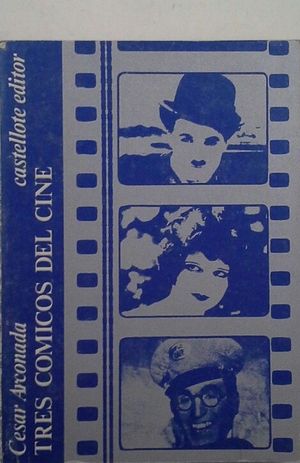 Cesar Arconada
castellote editor
TRES COMICOS DEL CINE